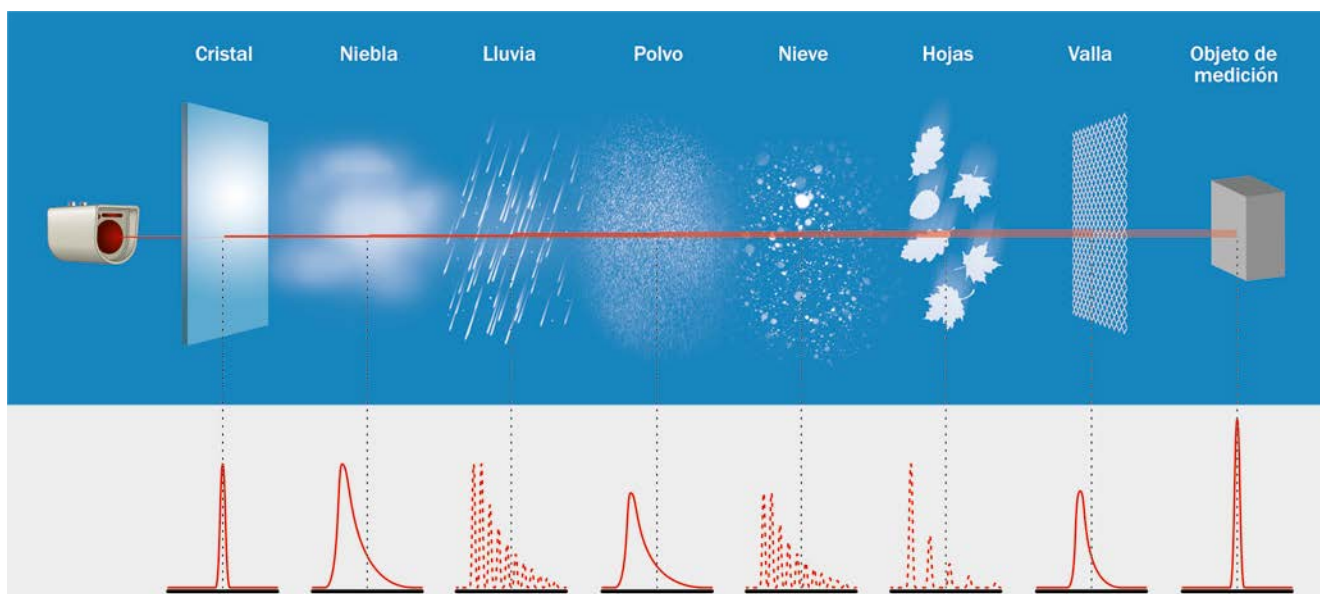 Cristal
Niebla
Lluvia
Polvo
Nieve
Hojas
Valla
Objeto de
medición